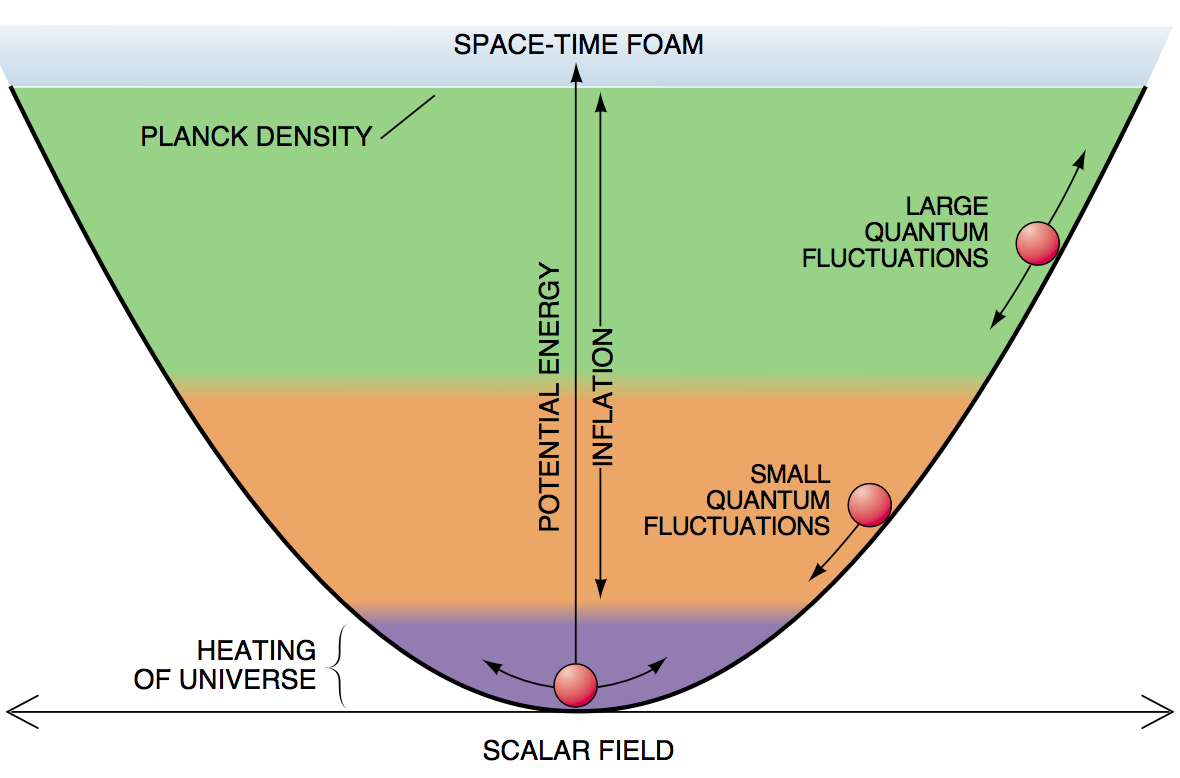 SPACE-TIME FOAM
PLANCK DENSITY
LARGE
QUANTUM
FLUCTUATIONS
POTENTIAL ENERGY
INFLATION
SMALL
QUANTUM
FLUCTUATIONS
HEATING
OF UNIVERSE
SCALAR FIELD